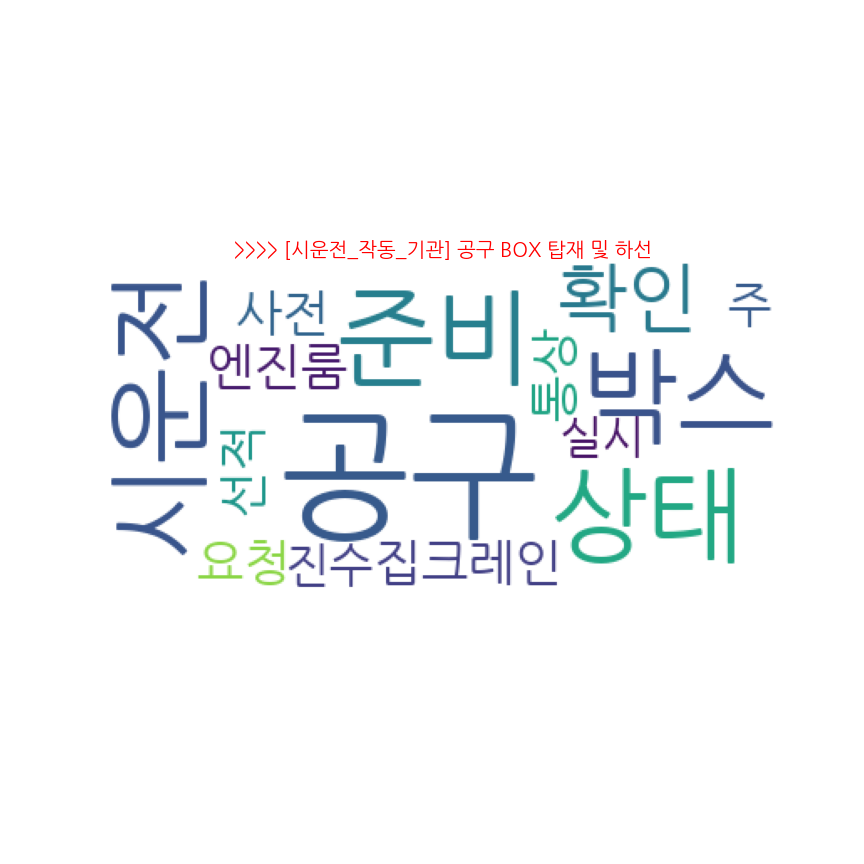 >>>> [시운전_작동_기관] 공구 BOX 탑재 및 하선
시운전
사전
준비
확인
주
엔진룸
통상
박스
선적
공구
실시
상태
요청
진수
집
크레인